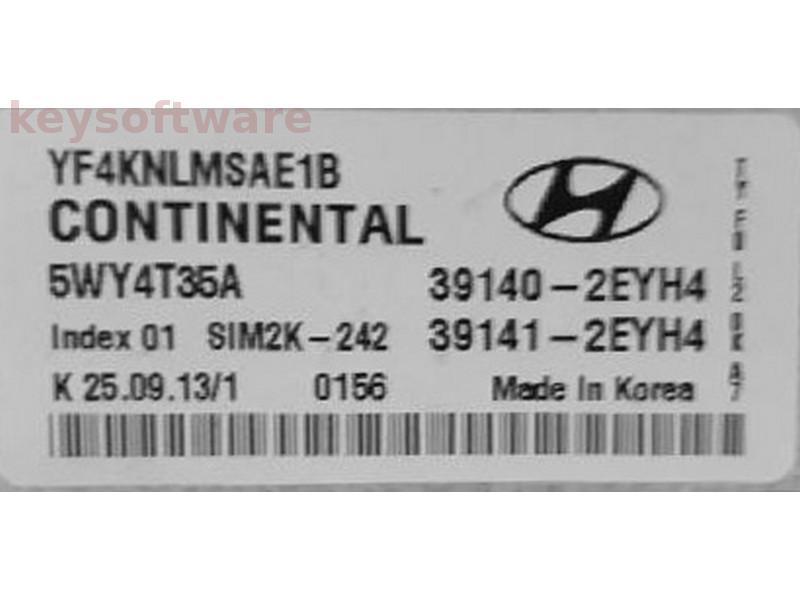 keysoftware
YF4KNLMSAE1B
CONTINENTAL
5WY4T35A
39140-2EYH4
Index 01 SIM2K-242
39141-2EYH4
K 25.09.13/1 0156 Made In Korea